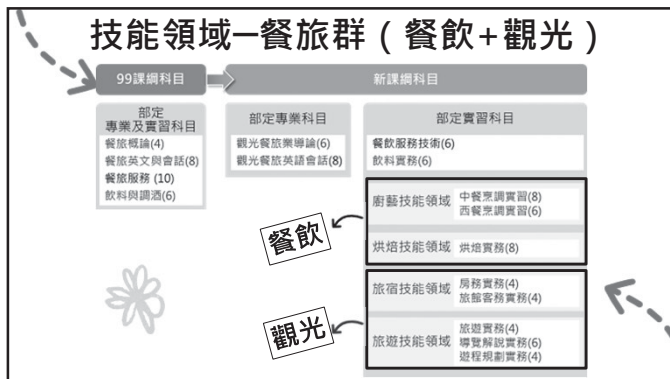 技能領域─餐旅群(餐飲+觀光)
99課綱科目
新課綱科目
部定
專業及實習科目
餐旅概論(4)
餐旅英文與會話(8)
餐旅服務 (10)
飲料與調酒(6)
部定專業科目
觀光餐旅業導論(6)
觀光餐旅英語會話(8)
部定實習科目
餐飲服務技術(6)
飲料實務(6)
餐飲
廚藝技能領域
中餐烹調實習(8)
西餐烹調實習(6)
烘焙技能領域 烘焙實務(8)
觀光
旅宿技能領域
房務實務(4)
旅館客務實務(4)
旅遊技能領域
旅遊實務(4)
導覽解說實務(6)
遊程規劃實務(4)